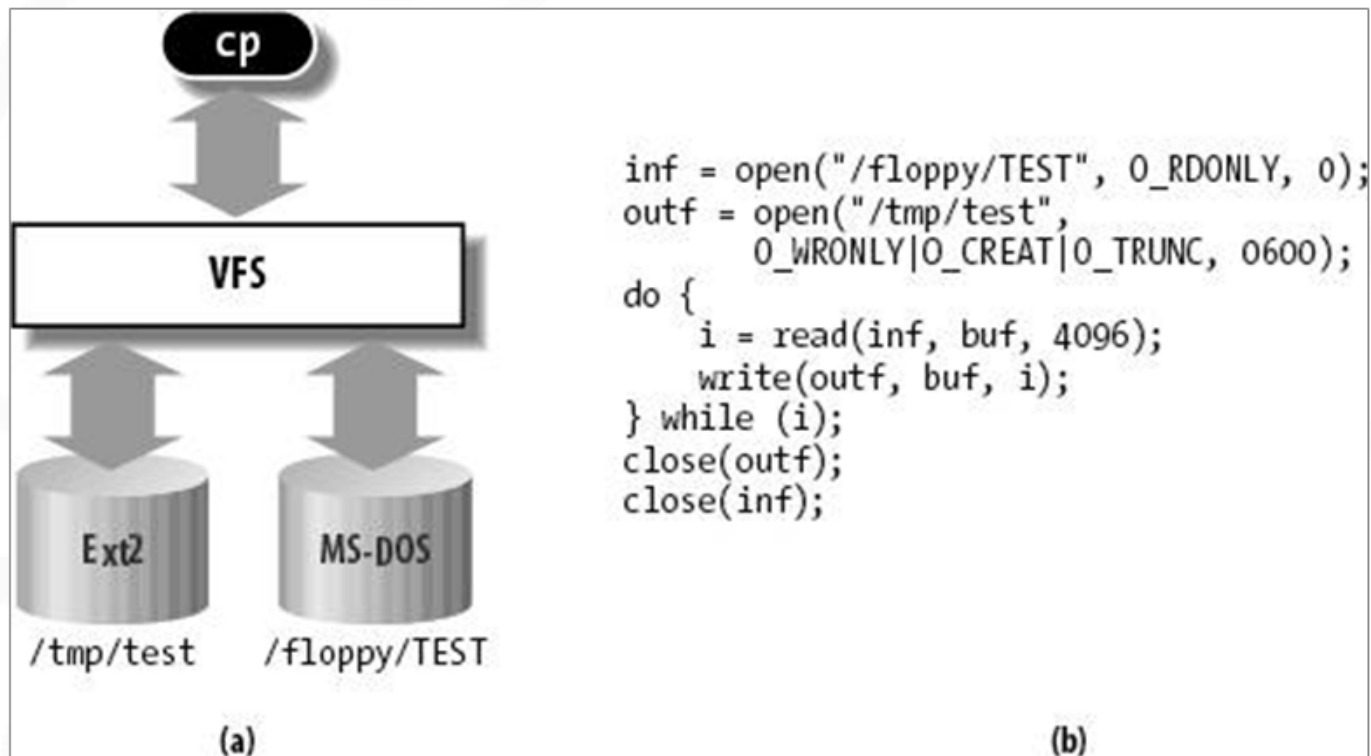 cp
VFS
Ext2
MS-DOS
/tmp/test
/floppy/TEST
(a)
inf = open("/floppy/TEST", O_RDONLY, 0);
outf = open("/tmp/test",
O_WRONLY|O_CREAT|O_TRUNC, 0600);
do {
i = read(inf, buf, 4096);
write(outf, buf, i);
} while (i);
close(outf);
close(inf);
(b)